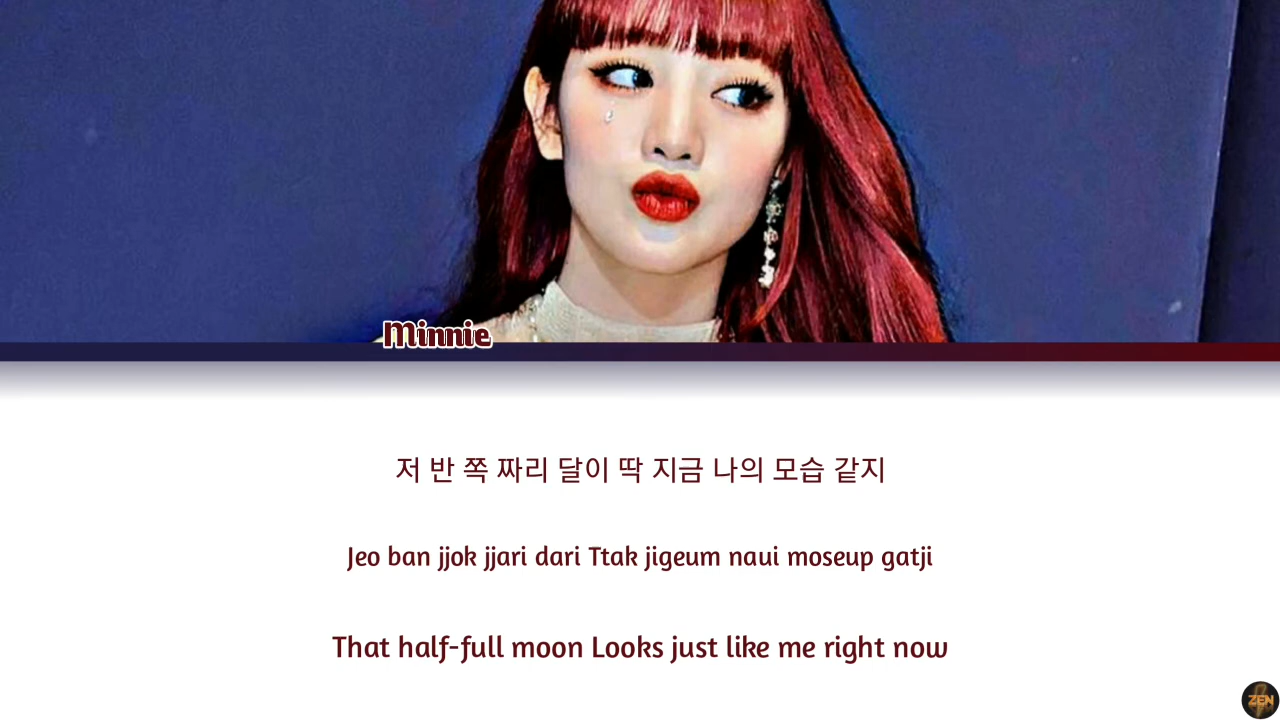 Minnie
저 반 쪽 짜리 달이 딱 지금 나의 모습 같지
Jeo ban jjok jjari dari Ttak jigeum naui moseup gatji
That half-full moon Looks just like me right now
ZEN